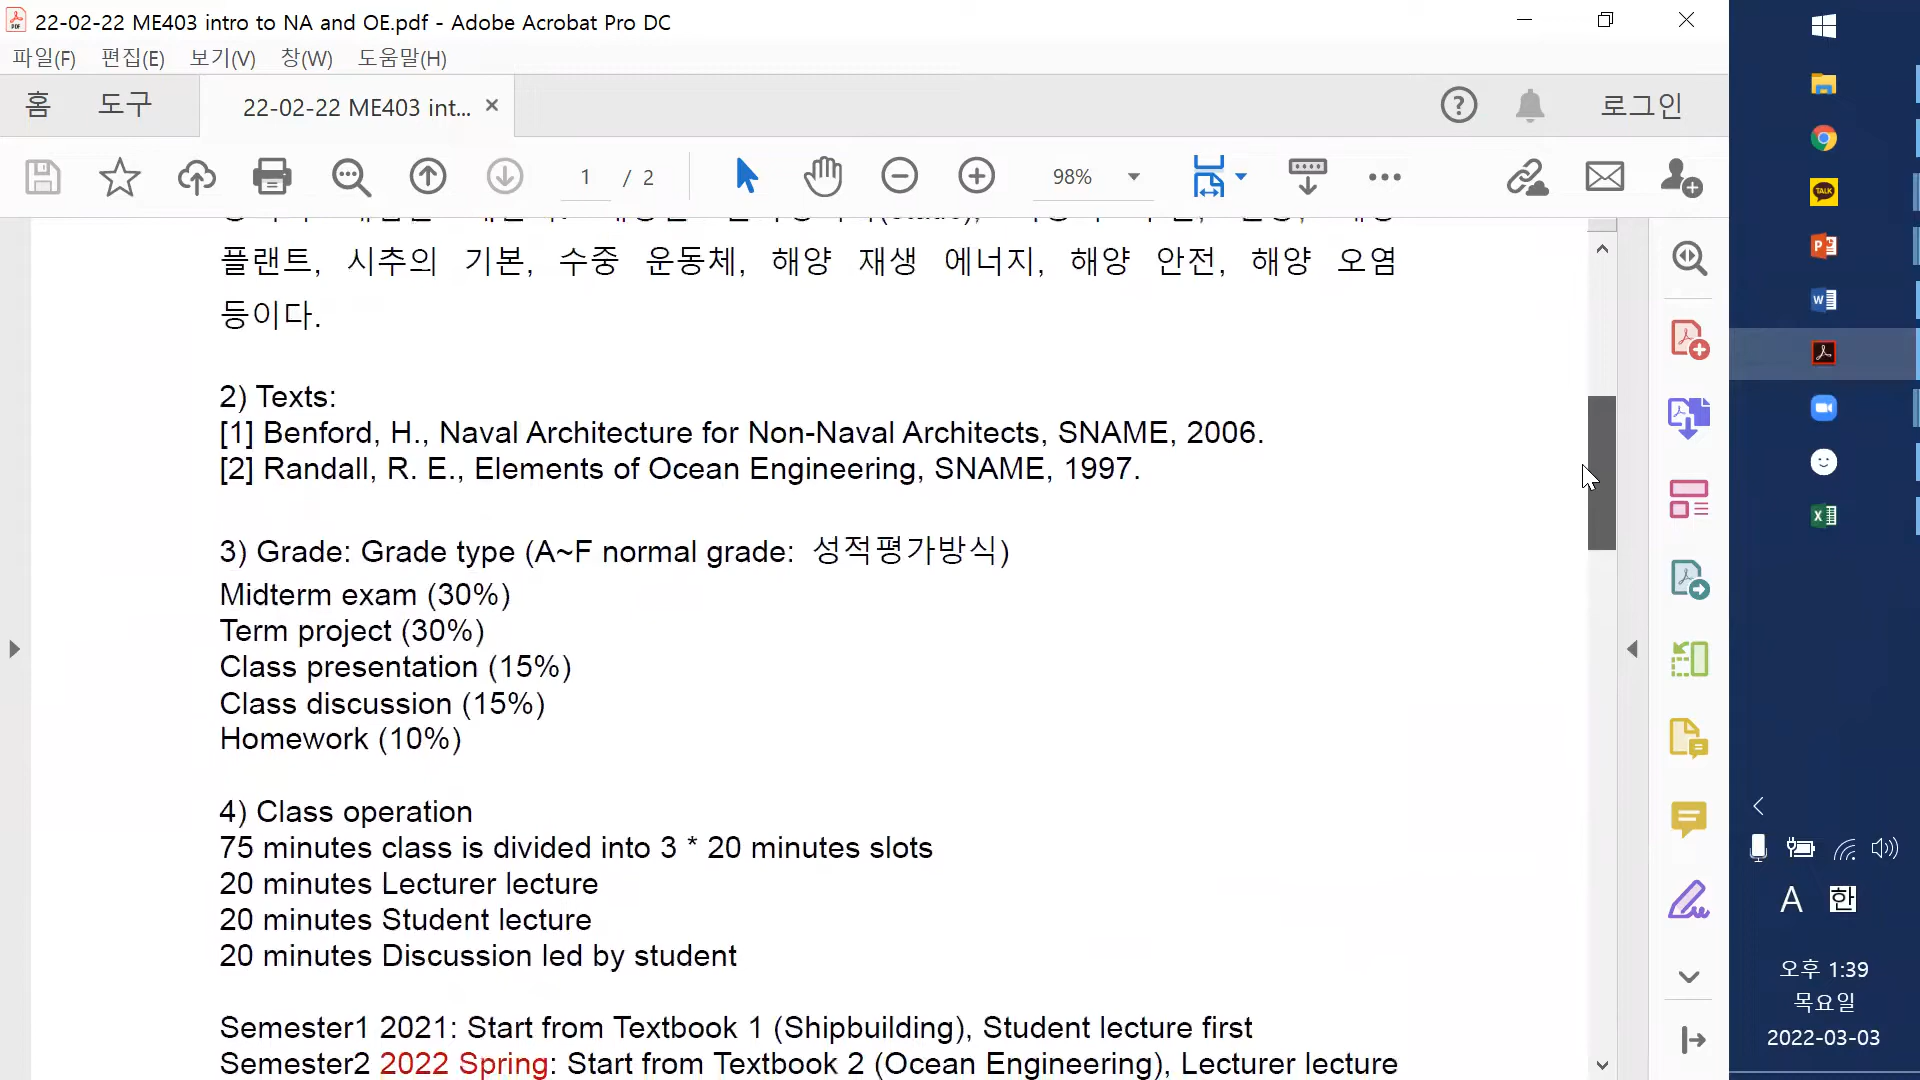 22-02-22 ME403 intro to NA and OE.pdf - Adobe Acrobat Pro DC
파일(F) 편집(E) 보기(V) 창(W) 도움말(H)
홈 도구 22-02-22 ME403 int... 로그인
1 / 2 98%
플랜트, 시추의 기본, 수중 운동체, 해양 재생 에너지, 해양 안전, 해양 오염
등이다.
2) Texts:
[1] Benford, H., Naval Architecture for Non-Naval Architects, SNAME, 2006.
[2] Randall, R. E., Elements of Ocean Engineering, SNAME, 1997.
3) Grade: Grade type (A~F normal grade: 성적평가방식)
Midterm exam (30%)
Term project (30%)
Class presentation (15%)
Class discussion (15%)
Homework (10%)
4) Class operation
75 minutes class is divided into 3 * 20 minutes slots
20 minutes Lecturer lecture
20 minutes Student lecture
20 minutes Discussion led by student
Semester1 2021: Start from Textbook 1 (Shipbuilding), Student lecture first
Semester2 2022 Spring: Start from Textbook 2 (Ocean Engineering), Lecturer lecture
TALK
A 한
오후 1:39
목요일
2022-03-03